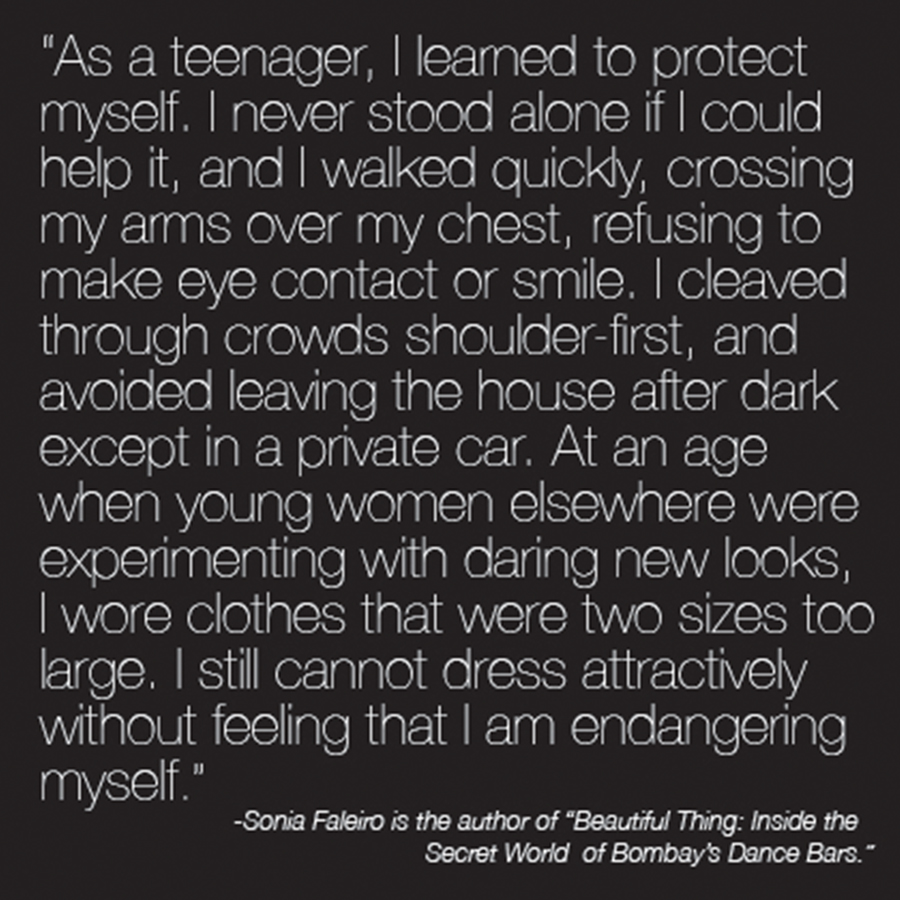 "As a teenager, I learned to protect
myself. I never stood alone if I could
help it, and I walked quickly, crossing
my arms over my chest, refusing to
make eye contact or smile. I cleaved
through crowds shoulder-first, and
avoided leaving the house after dark
except in a private car. At an age
when young women elsewhere were
experimenting with daring new looks,
I wore clothes that were two sizes too
large. I still cannot dress attractively
without feeling that I am endangering
myself."
-Sonia Faleiro is the author of "Beautiful Thing: Inside the
Secret World of Bombay's Dance Bars."